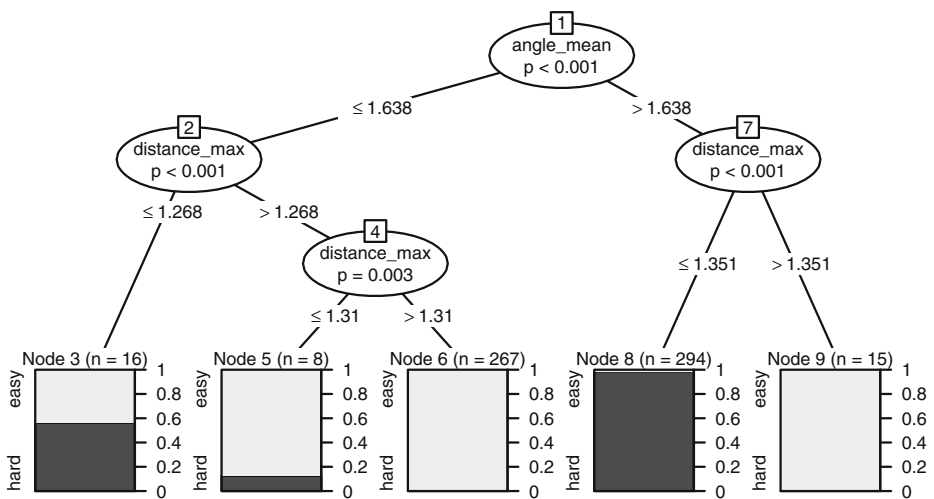 1
angle_mean
p < 0.001
≤ 1.638
> 1.638
2
distance_max
p < 0.001
7
distance_max
p < 0.001
≤ 1.268
> 1.268
4
distance_max
p = 0.003
≤ 1.351
> 1.351
≤ 1.31
> 1.31
Node 3 (n = 16)
easy
hard
1
0.8
0.6
0.4
0.2
0
Node 5 (n = 8)
easy
hard
1
0.8
0.6
0.4
0.2
0
Node 6 (n = 267)
easy
hard
1
0.8
0.6
0.4
0.2
0
Node 8 (n = 294)
easy
hard
1
0.8
0.6
0.4
0.2
0
Node 9 (n = 15)
easy
hard
1
0.8
0.6
0.4
0.2
0